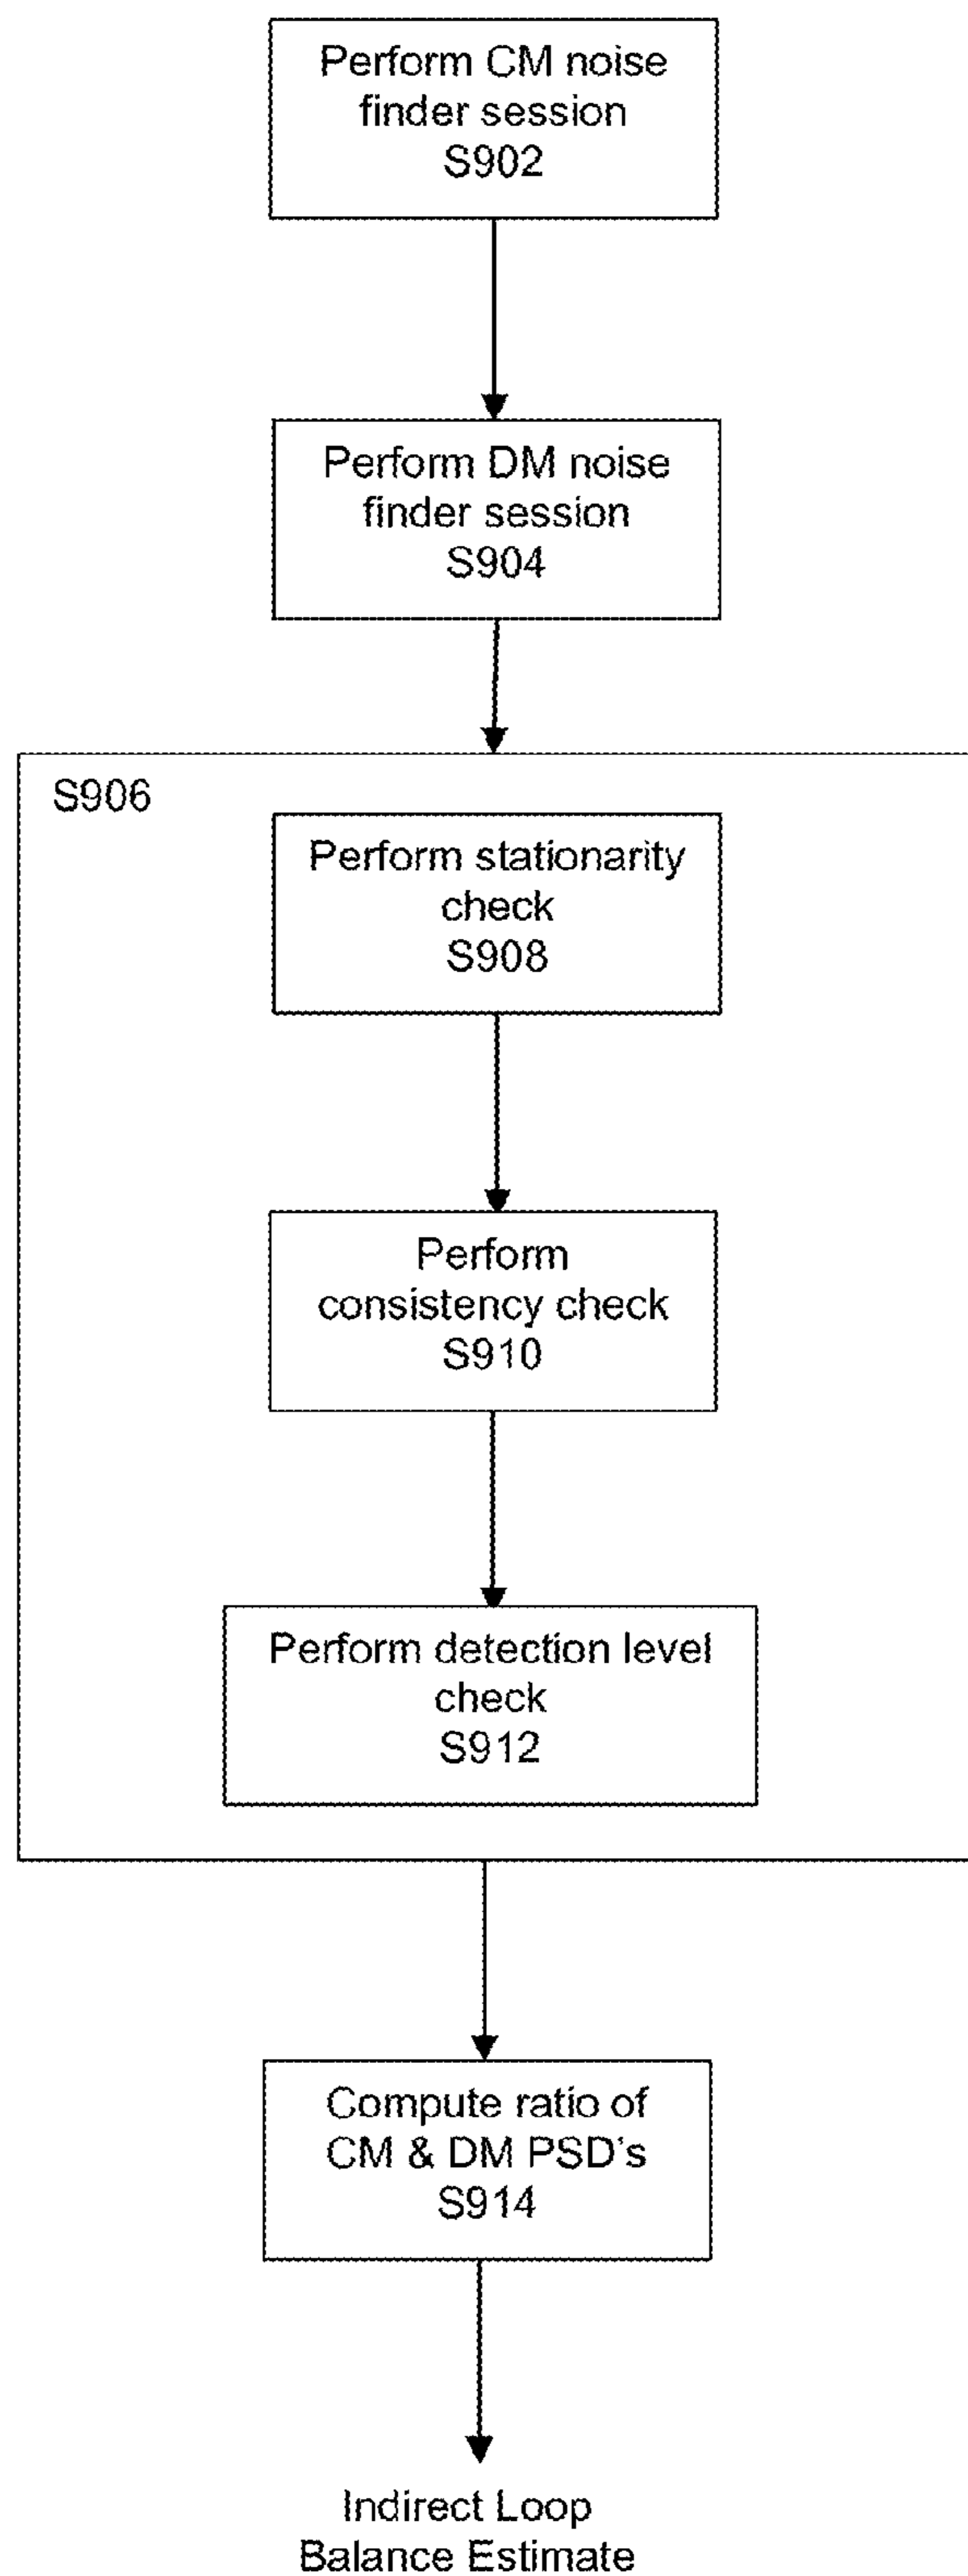 Perform CM noise
finder session
S902
Perform DM noise
finder session
S904
S906
Perform stationarity
check
S908
Perform
consistency check
S910
Perform detection level
check
S912
Compute ratio of
CM & DM PSD's
S914
Indirect Loop
Balance Estimate